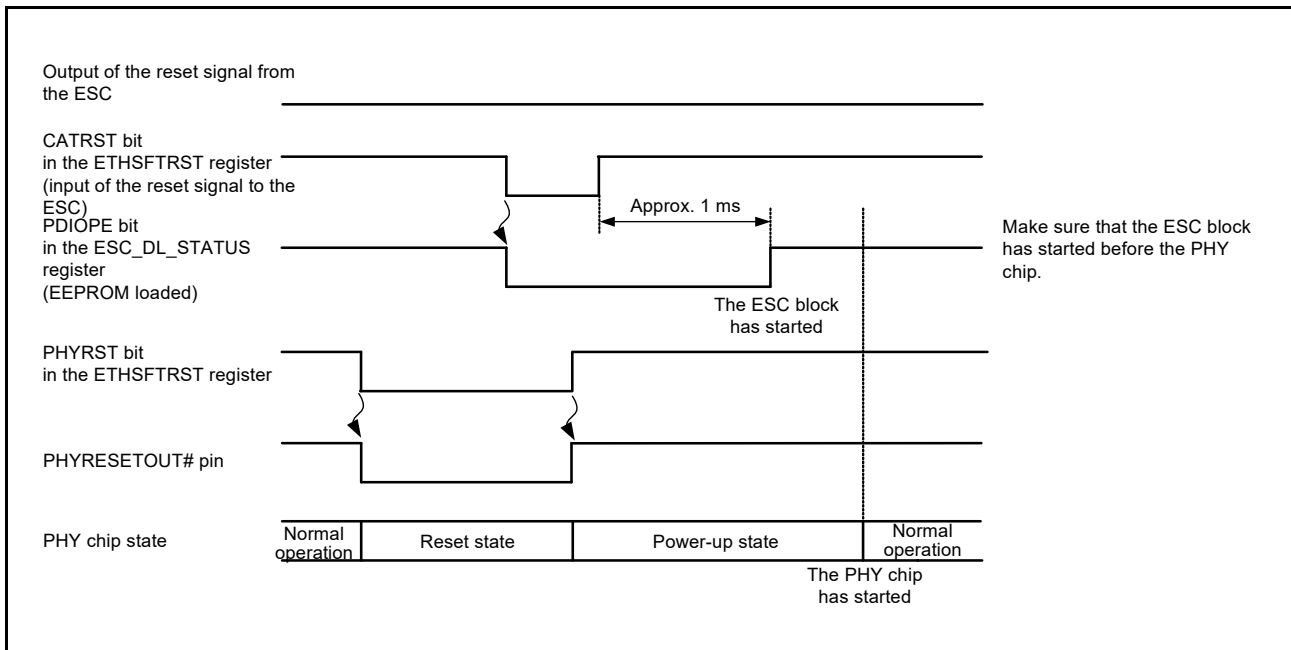 Output of the reset signal from
the ESC
CATRST bit
in the ETHSFTRST register
(input of the reset signal to the
ESC)
Approx. 1 ms
PDIOPE bit
in the ESC_DL_STATUS
register
(EEPROM loaded)
Make sure that the ESC block
has started before the PHY
chip.
The ESC block
has started
PHYRST bit
in the ETHSFTRST register
PHYRESETOUT# pin
PHY chip state
Normal
operation
Reset state
Power-up state
Normal
operation
The PHY chip
has started